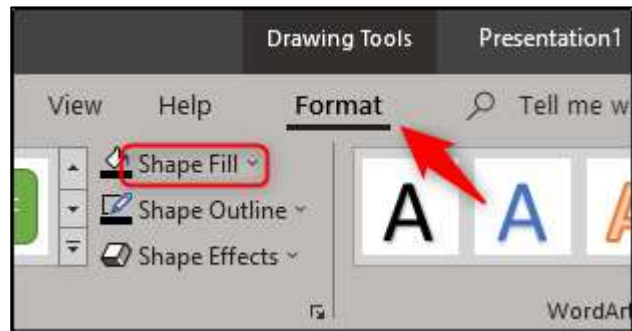 Drawing Tools Presentation1
View Help Format Tell me w
Shape Fill
Shape Outline
Shape Effects
A A A
WordArt